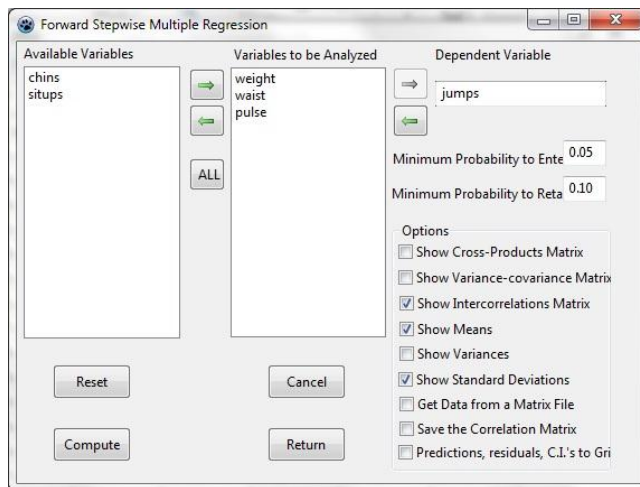 Forward Stepwise Multiple Regression
Available Variables
chins
situps
ALL
Variables to be Analyzed
weight
waist
pulse
Dependent Variable
jumps
Minimum Probability to Ente 0.05
Minimum Probability to Reta 0.10
Options
Show Cross-Products Matrix
Show Variance-covariance Matrix
Show Intercorrelations Matrix
Show Means
Show Variances
Show Standard Deviations
Get Data from a Matrix File
Save the Correlation Matrix
Predictions, residuals, C.I.'s to Gri
Reset
Cancel
Compute
Return